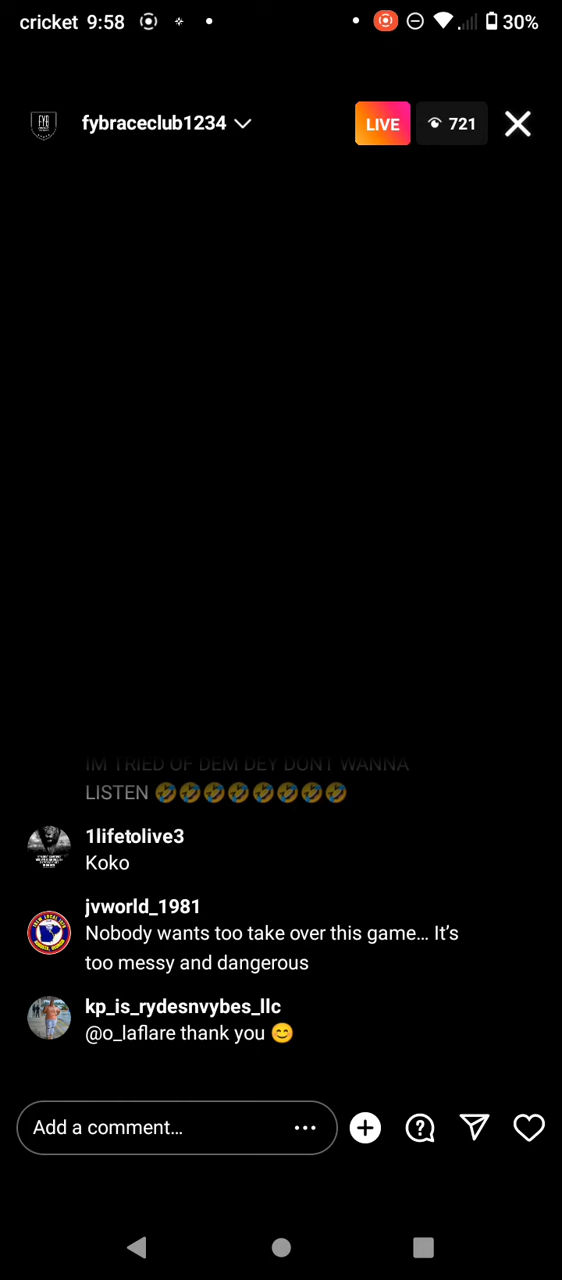 cricket 9:58
30%
FYB
fybraceclub1234
LIVE
721
IM TRIED OF DEM DEY DONT WANNA
LISTEN 🤣🤣🤣🤣🤣🤣🤣🤣
1lifetolive3
Koko
jvworld_1981
Nobody wants too take over this game... It's
too messy and dangerous
kp_is_rydesnvybes_llc
@o_laflare thank you 😊
Add a comment...